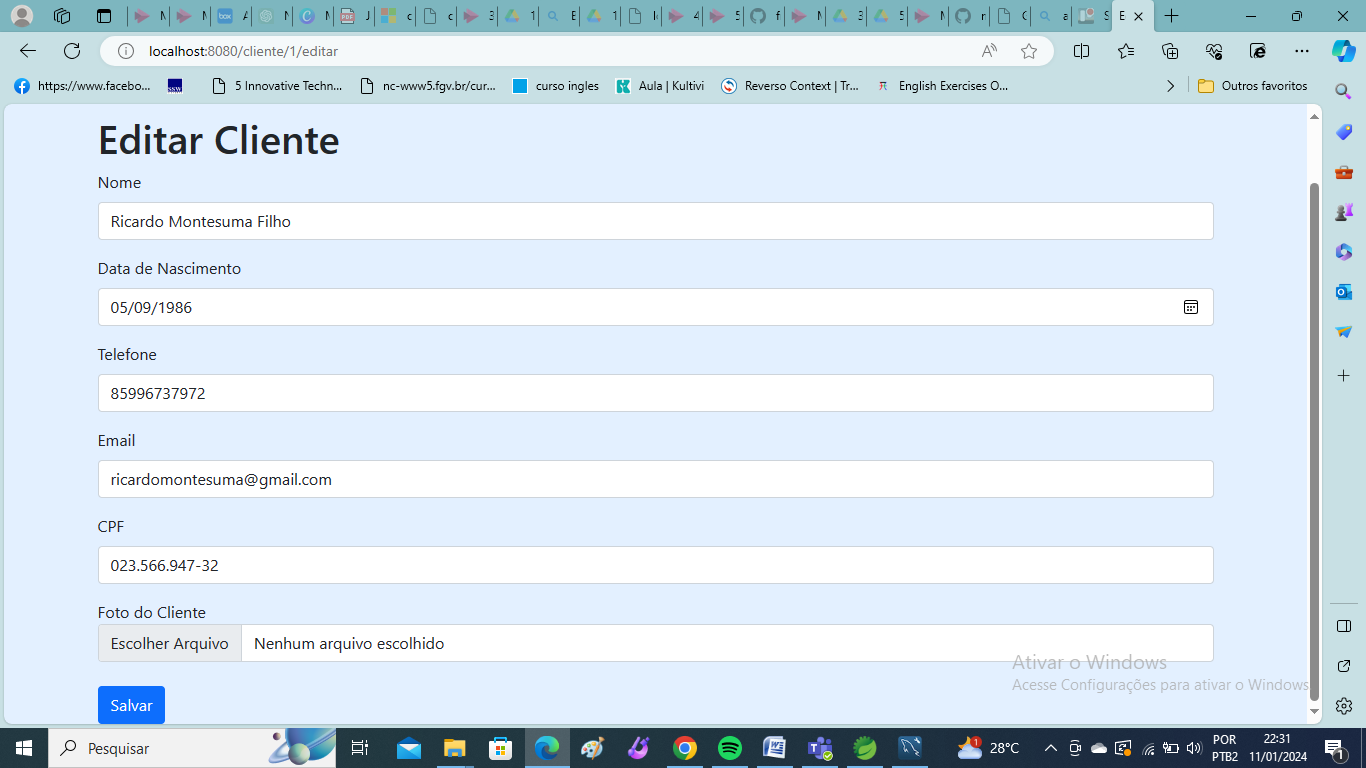 localhost:8080/cliente/1/editar
https://www.facebo...
SSW
5 Innovative Techn...
nc-www5.fgv.br/cur...
curso ingles
Aula | Kultivi
Reverso Context | Tr...
English Exercises O...
Outros favoritos
Editar Cliente
Nome
Ricardo Montesuma Filho
Data de Nascimento
05/09/1986
Telefone
85996737972
Email
ricardomontesuma@gmail.com
CPF
023.566.947-32
Foto do Cliente
Escolher Arquivo Nenhum arquivo escolhido
Ativar o Windows
Acesse Configurações para ativar o Windows
Salvar
Pesquisar
28°C
POR
PTB2
22:31
11/01/2024